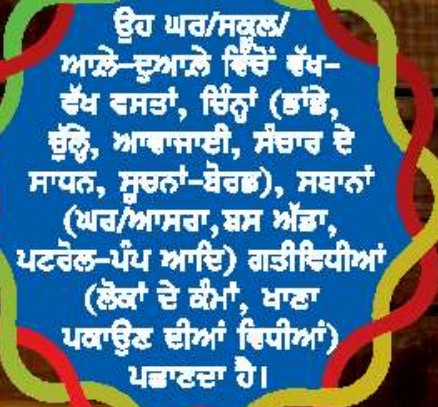 ਉਹ ਘਰ/ਸਕੂਲ/
ਆਲ਼ੇ-ਦੁਆਲ਼ੇ ਵਿੱਚੋਂ ਵੱਖ-
ਵੱਖ ਵਸਤਾਂ, ਚਿੰਨ੍ਹਾਂ (ਭਾਂਡੇ,
ਚੁੱਲ੍ਹੇ, ਆਵਾਜਾਈ, ਸੰਚਾਰ ਦੇ
ਸਾਧਨ, ਸੂਚਨਾਂ-ਬੋਰਡ), ਸਥਾਨਾਂ
(ਘਰ/ਆਸਰਾ,ਬਸ ਅੱਡਾ,
ਪਟਰੋਲ-ਪੰਪ ਆਦਿ) ਗਤੀਵਿਧੀਆਂ
(ਲੋਕਾਂ ਦੇ ਕੰਮਾਂ, ਖਾਣਾ
ਪਕਾਉਣ ਦੀਆਂ ਵਿਧੀਆਂ)
ਪਛਾਣਦਾ ਹੈ।